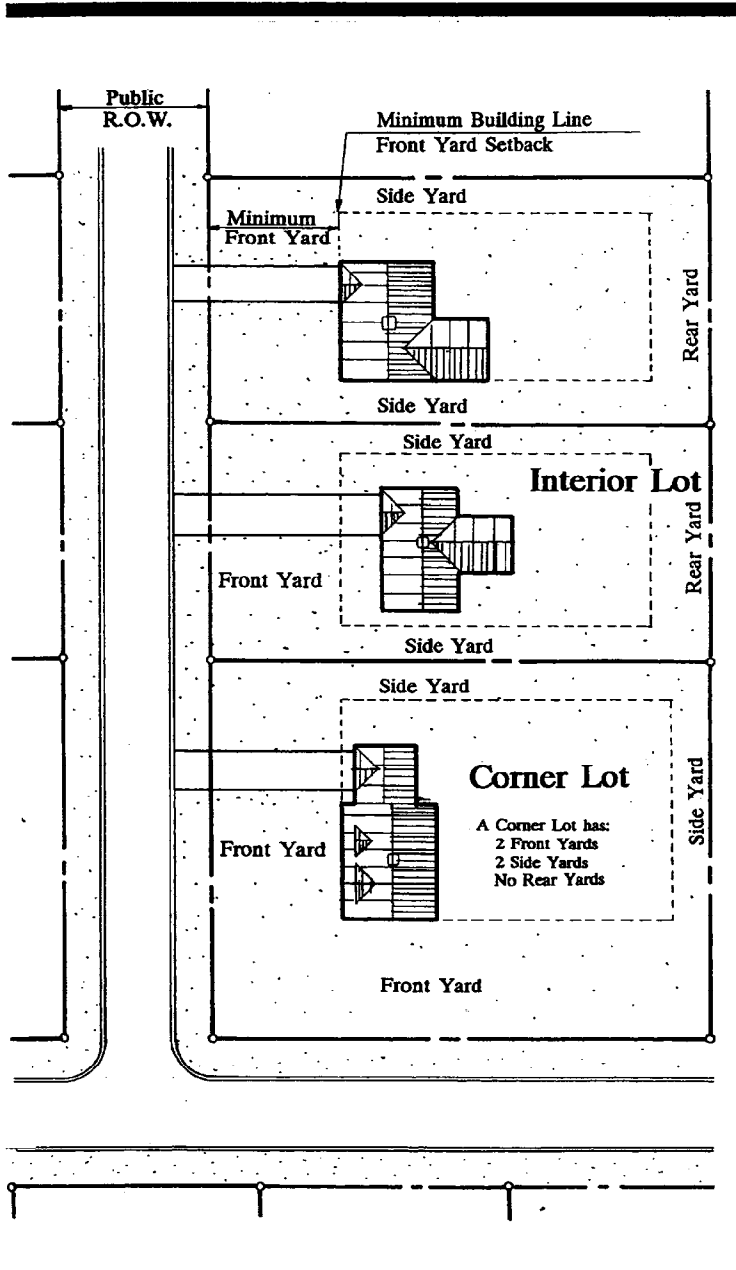 Public
R.O.W.
Minimum Building Line
Front Yard Setback
Side Yard
Minimum
Front Yard
Rear Yard
Side Yard
Side Yard
Interior Lot
Rear Yard
Front Yard
Side Yard
Side Yard
Corner Lot
Side Yard
A Corner Lot has:
2 Front Yards
2 Side Yards
No Rear Yards
Front Yard
Front Yard